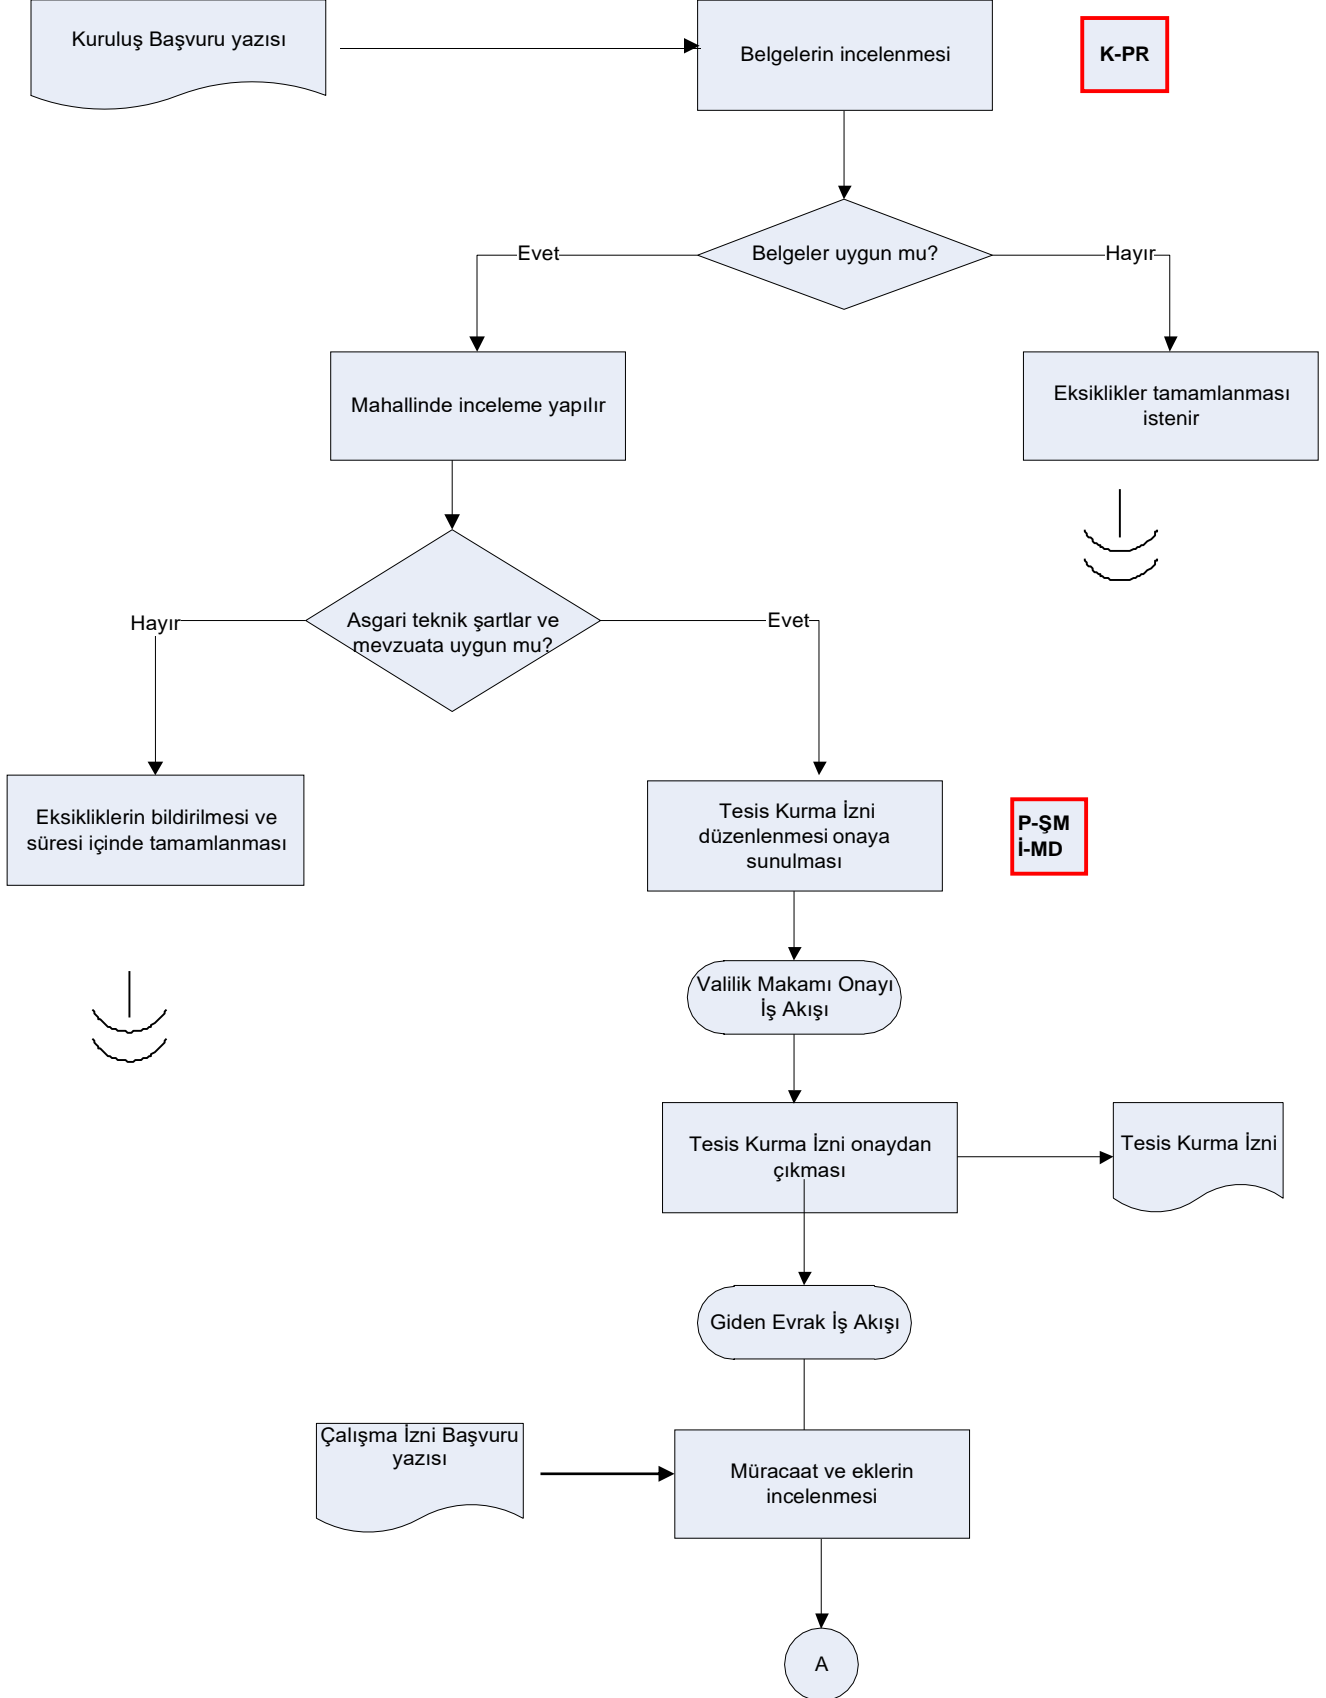 Kuruluş Başvuru yazısı
Belgelerin incelenmesi
K-PR
Belgeler uygun mu?
Evet
Hayır
Mahallinde inceleme yapılır
Eksiklikler tamamlanması
istenir
Asgari teknik şartlar ve
mevzuata uygun mu?
Hayır
Evet
Eksikliklerin bildirilmesi ve
süresi içinde tamamlanması
Tesis Kurma İzni
düzenlenmesi onaya
sunulması
P-ŞM
İ-MD
Valilik Makamı Onayı
İş Akışı
Tesis Kurma İzni onaydan
çıkması
Tesis Kurma İzni
Giden Evrak İş Akışı
Çalışma İzni Başvuru
yazısı
Müracaat ve eklerin
incelenmesi
A